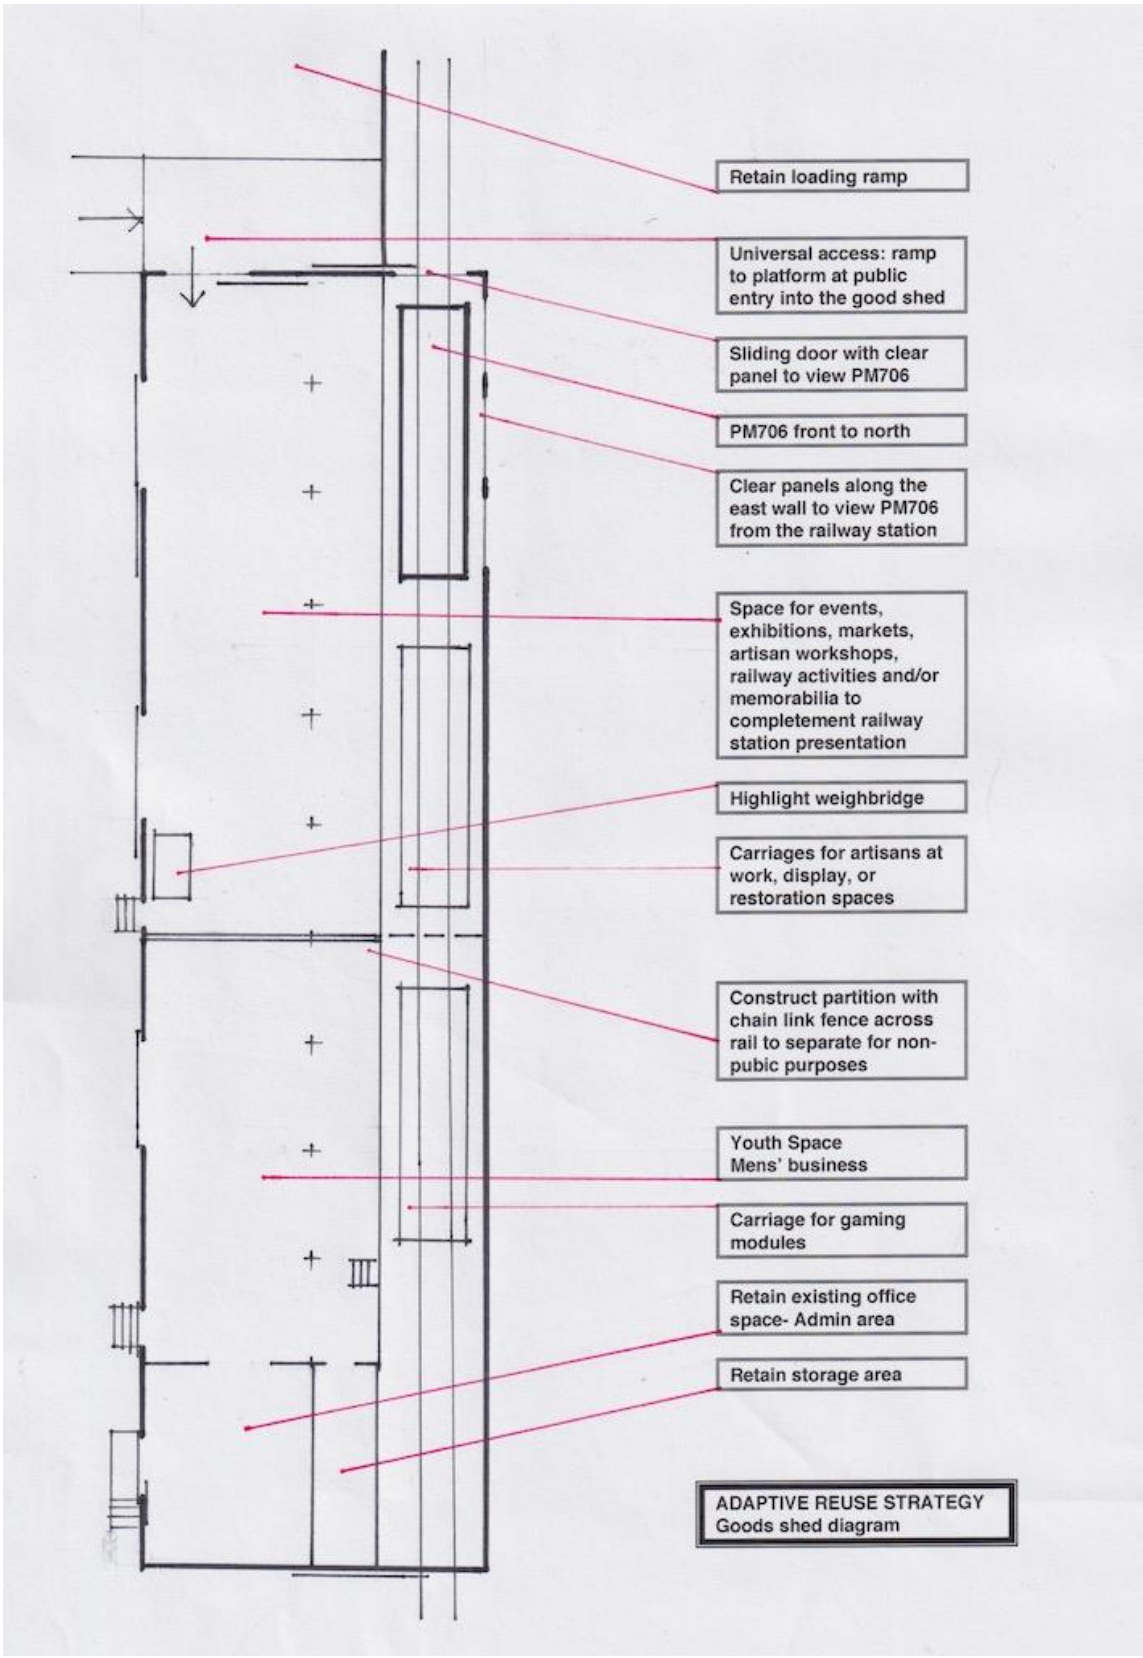 Retain loading ramp
Universal access: ramp
to platform at public
entry into the good shed
Sliding door with clear
panel to view PM706
PM706 front to north
Clear panels along the
east wall to view PM706
from the railway station
Space for events,
exhibitions, markets,
artisan workshops,
railway activities and/or
memorabilia to
completement railway
station presentation
Highlight weighbridge
Carriages for artisans at
work, display, or
restoration spaces
Construct partition with
chain link fence across
rail to separate for non-
pubic purposes
Youth Space
Mens' business
Carriage for gaming
modules
Retain existing office
space- Admin area
Retain storage area
ADAPTIVE REUSE STRATEGY
Goods shed diagram